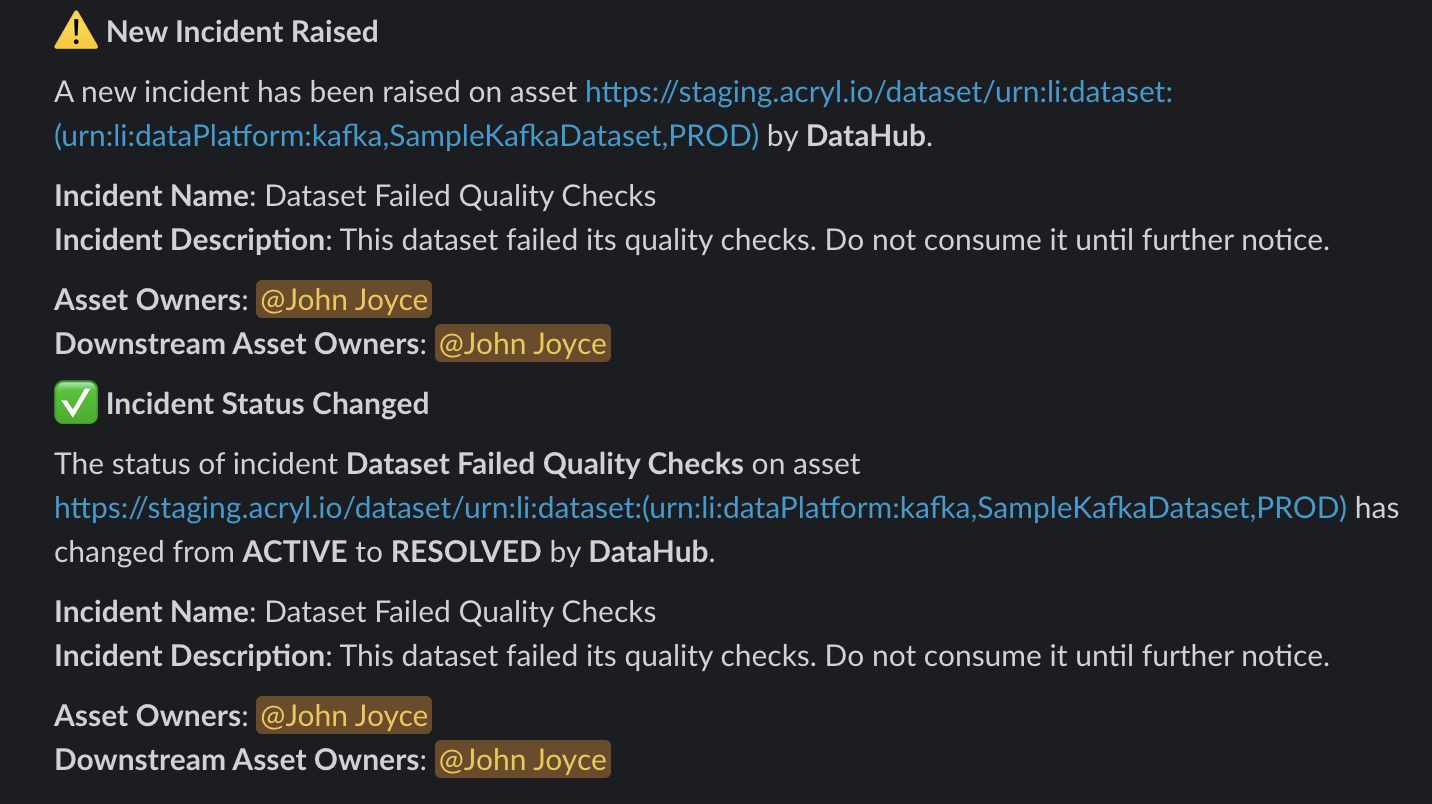 ⚠️ New Incident Raised
A new incident has been raised on asset https://staging.acryl.io/dataset/urn:li:dataset:
(urn:li:dataPlatform:kafka,SampleKafkaDataset,PROD) by DataHub.
Incident Name: Dataset Failed Quality Checks
Incident Description: This dataset failed its quality checks. Do not consume it until further notice.
Asset Owners: @John Joyce
Downstream Asset Owners: @John Joyce
✅ Incident Status Changed
The status of incident Dataset Failed Quality Checks on asset
https://staging.acryl.io/dataset/urn:li:dataset:(urn:li:dataPlatform:kafka,SampleKafkaDataset,PROD) has
changed from ACTIVE to RESOLVED by DataHub.
Incident Name: Dataset Failed Quality Checks
Incident Description: This dataset failed its quality checks. Do not consume it until further notice.
Asset Owners: @John Joyce
Downstream Asset Owners: @John Joyce